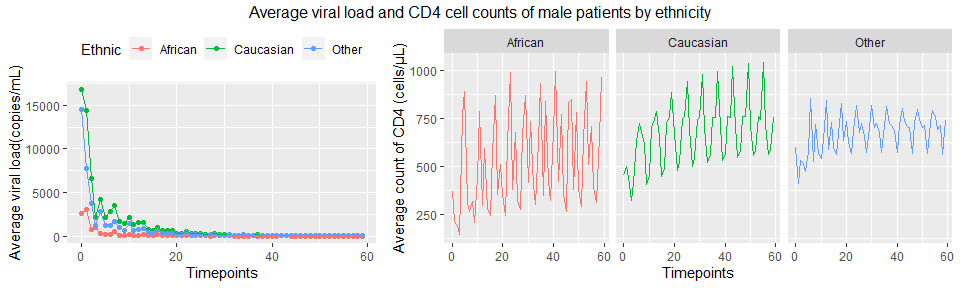 Average viral load and CD4 cell counts of male patients by ethnicity
Ethnic African Caucasian Other
Average viral load(copies/mL)
15000
10000
5000
0
0 20 40 60
Timepoints
African Caucasian Other
Average count of CD4 (cells/μL)
1000
750
500
250
0 20 40 60 0 20 40 60 0 20 40 60
Timepoints